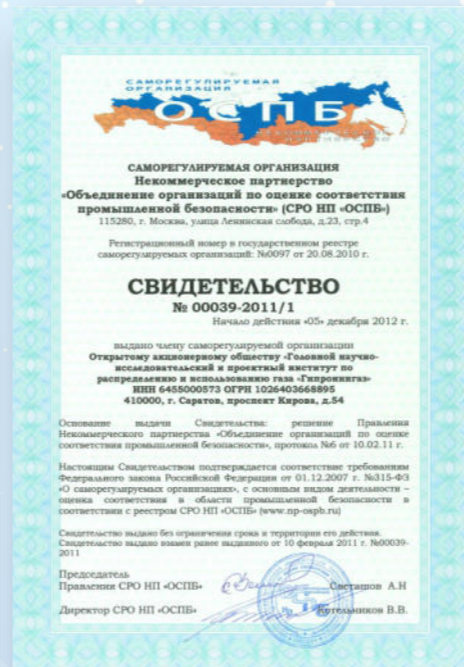 САМОРЕГУЛИРУЕМАЯ
ОРГАНИЗАЦИЯ
ОСПБ
САМОРЕГУЛИРУЕМАЯ ОРГАНИЗАЦИЯ
Некоммерческое партнерство
«Объединение организаций по оценке соответствия
промышленной безопасности» (СРО НП «ОСПБ»)
115280, г. Москва, улица Ленинская слобода, д.23, стр.4
Регистрационный номер в государственном реестре
саморегулируемых организаций: №0097 от 20.08.2010 г.
СВИДЕТЕЛЬСТВО
№ 00039-2011/1
Начало действия «05» декабря 2012 г.
выдано члену саморегулируемой организации
Открытому акционерному обществу «Головной научно-
исследовательский и проектный институт по
распределению и использованию газа «Гипрониигаз»
ИНН 6455000573 ОГРН 1026403668895
410000, г. Саратов, проспект Кирова, д.54
Основание выдачи Свидетельства: решение Правления
Некоммерческого партнерства «Объединение организаций по оценке
соответствия промышленной безопасности», протокол №6 от 10.02.11 г.
Настоящим Свидетельством подтверждается соответствие требованиям
Федерального закона Российской Федерации от 01.12.2007 г. №315-ФЗ
«О саморегулируемых организациях», с основным видом деятельности –
оценка соответствия в области промышленной безопасности в
соответствии с реестром СРО НП «ОСПБ» (www.np-ospb.ru)
Свидетельство выдано без ограничения срока и территории его действия.
Свидетельство выдано взамен ранее выданного от 10 февраля 2011 г. №00039-
2011
Председатель
Правления СРО НП «ОСПБ» Светашов А.Н
Директор СРО НП «ОСПБ» Котельников В.В.